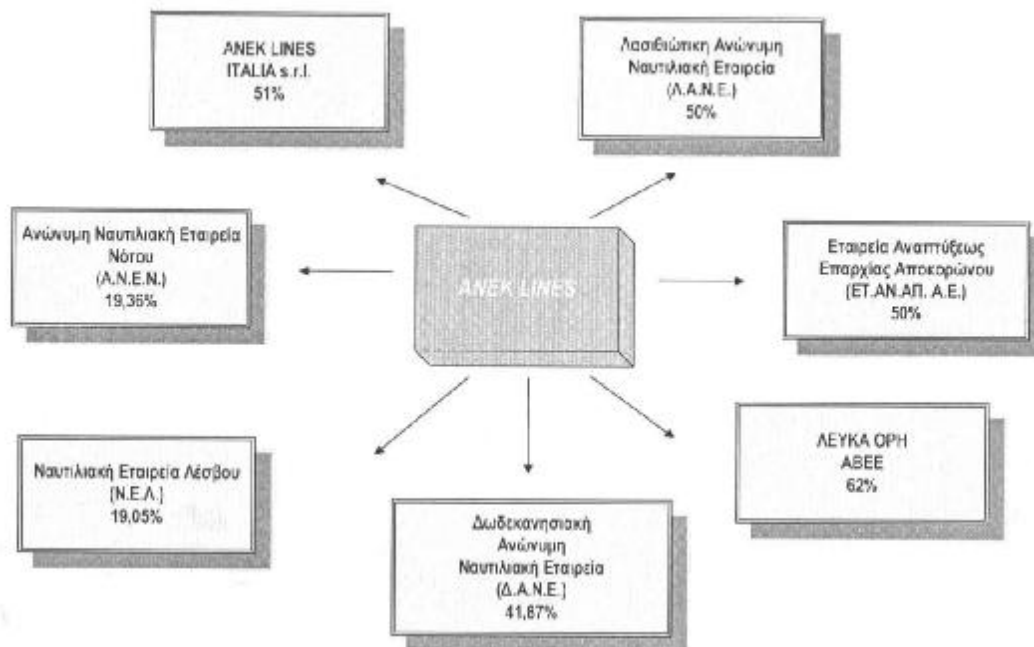 ANEK LINES
ITALIA s.r.l.
51%
Λασιθιώτικη Ανώνυμη
Ναυτιλιακή Εταιρεία
(Λ.Α.Ν.Ε.)
50%
Ανώνυμη Ναυτιλιακή Εταιρεία
Νότου
(Α.Ν.Ε.Ν.)
19,36%
ANEK LINES
Εταιρεία Αναπτύξεως
Επαρχίας Αποκορώνου
(ΕΤ.ΑΝ.ΑΠ. Α.Ε.)
50%
Ναυτιλιακή Εταιρεία Λέσβου
(Ν.Ε.Λ.)
19,05%
ΛΕΥΚΑ ΟΡΗ
ΑΒΕΕ
62%
Δωδεκανησιακή
Ανώνυμη
Ναυτιλιακή Εταιρεία
(Δ.Α.Ν.Ε.)
41,87%